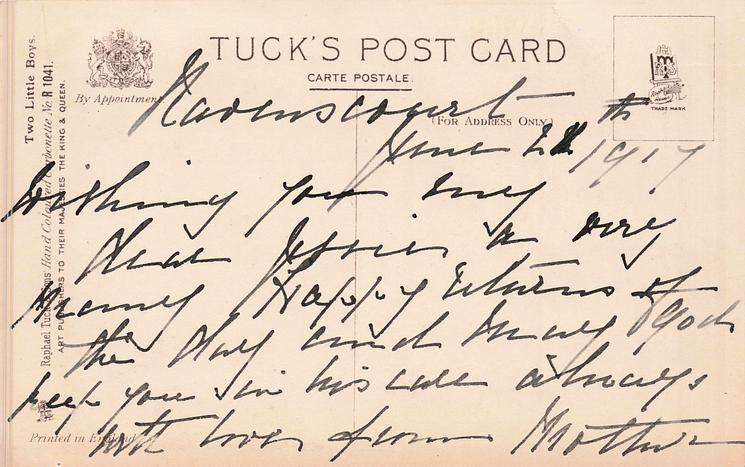 TUCK'S POST CARD
CARTE POSTALE.
By Appointment.
(FOR ADDRESS ONLY.)
TRADE MARK
Two Little Boys.
Raphael Tuck & Sons' Hand Coloured Carbonette No. R 1041.
ART PUBLISHERS TO THEIR MAJESTIES THE KING & QUEEN.
Ravenscourt
June 1917
Wishing you my
dear Jessie a very
Many Happy returns of
the day and may god
keep you in his care always
with love from Mother
Printed in England